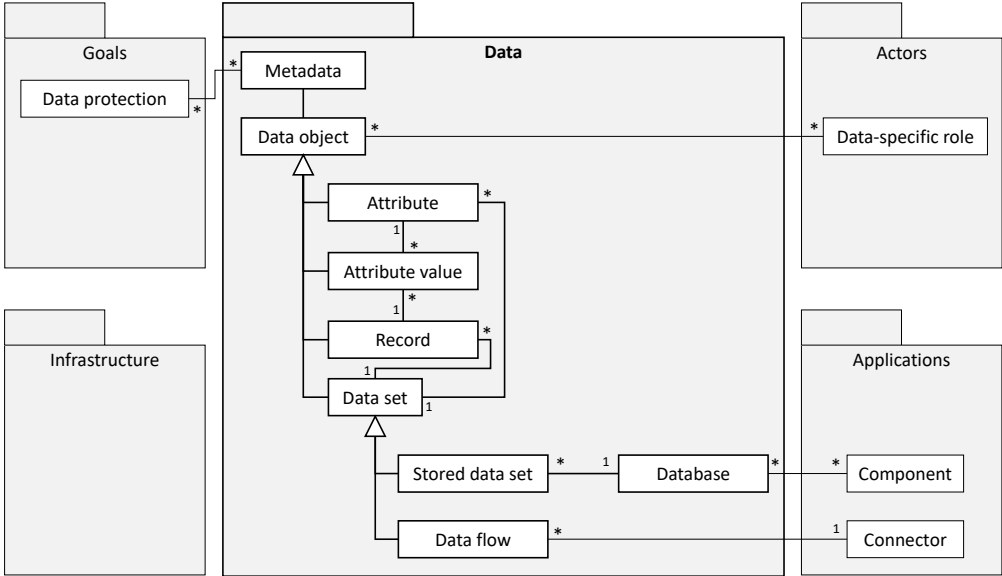 Goals
Data
Actors
* Metadata
Data protection *
Data object * * Data-specific role
Attribute *
1
*
Attribute value
*
1
Record *
1
Data set 1
Infrastructure
Applications
Stored data set * 1 Database * * Component
Data flow * 1 Connector